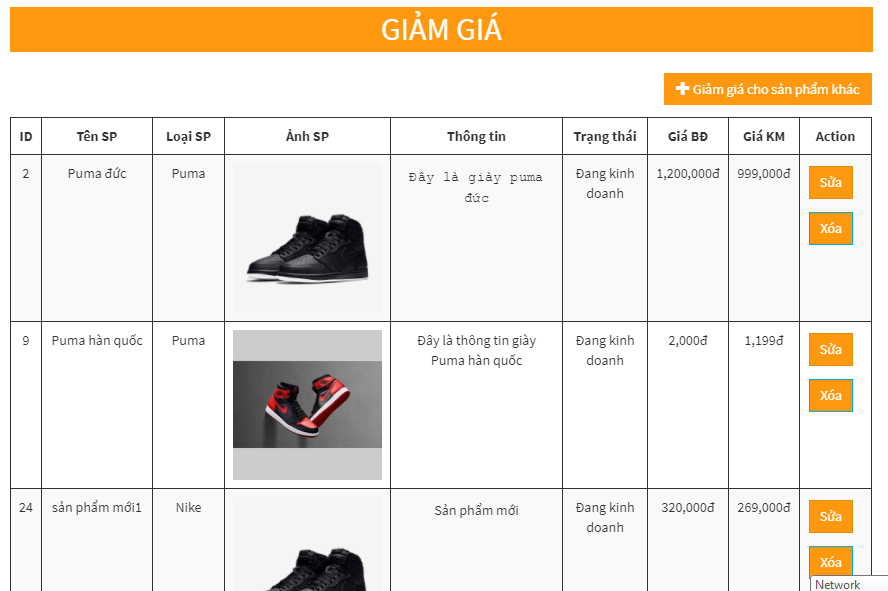 GIẢM GIÁ
Giảm giá cho sản phẩm khác
ID Tên SP Loại SP Ảnh SP Thông tin Trạng thái Giá BĐ Giá KM Action
2 Puma đức Puma Đây là giày puma Đang kinh 1,200,000đ 999,000đ Sửa
đức doanh
Xóa
9 Puma hàn quốc Puma Đây là thông tin giày Đang kinh 2,000đ 1,199đ Sửa
Puma hàn quốc doanh
Xóa
24 sản phẩm mới1 Nike Sản phẩm mới Đang kinh 320,000đ 269,000đ Sửa
doanh
Xóa
Network